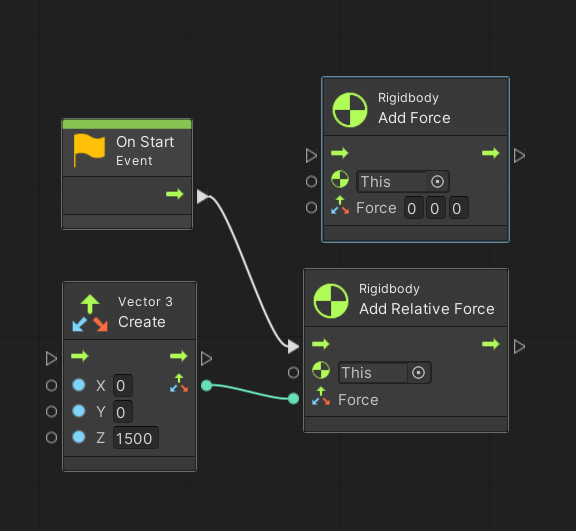 On Start
Event
Rigidbody
Add Force
This
Force 0 0 0
Vector 3
Create
X 0
Y 0
Z 1500
Rigidbody
Add Relative Force
This
Force